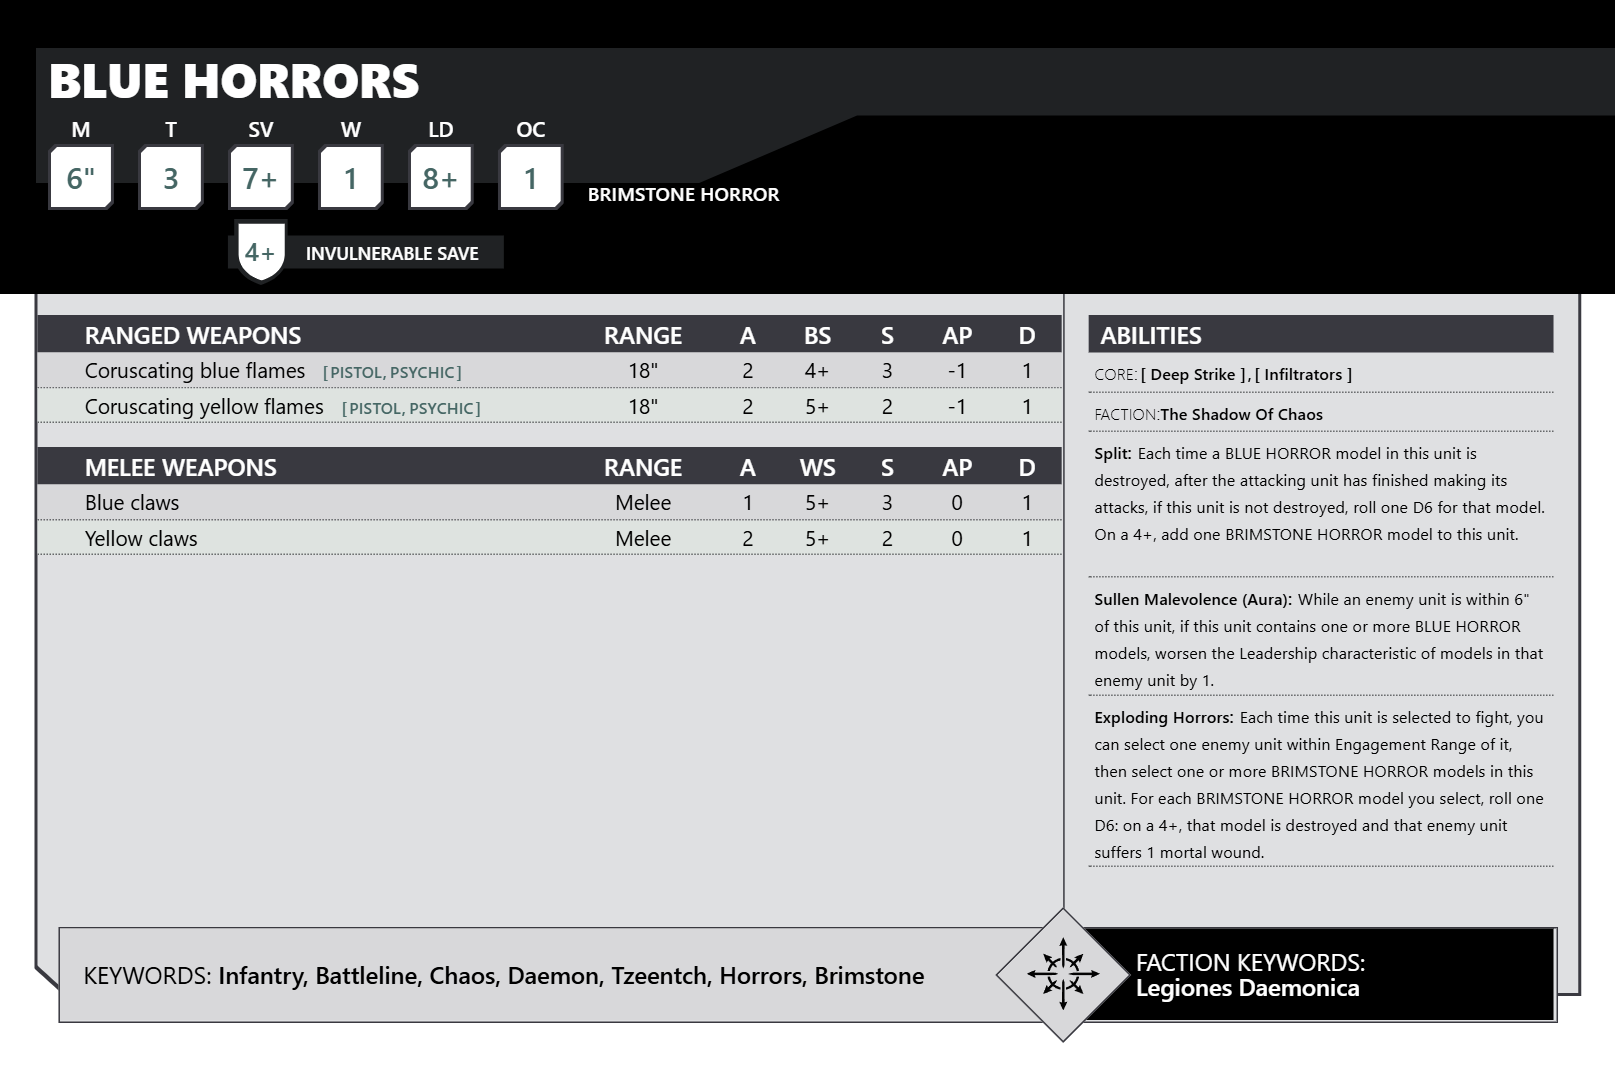 BLUE HORRORS
M T SV W LD OC
6" 3 7+ 1 8+ 1 BRIMSTONE HORROR
4+ INVULNERABLE SAVE
RANGED WEAPONS RANGE A BS S AP D
Coruscating blue flames [PISTOL, PSYCHIC] 18" 2 4+ 3 -1 1
Coruscating yellow flames [PISTOL, PSYCHIC] 18" 2 5+ 2 -1 1
MELEE WEAPONS RANGE A WS S AP D
Blue claws Melee 1 5+ 3 0 1
Yellow claws Melee 2 5+ 2 0 1
ABILITIES
CORE: [ Deep Strike ], [ Infiltrators ]
FACTION:The Shadow Of Chaos
Split: Each time a BLUE HORROR model in this unit is
destroyed, after the attacking unit has finished making its
attacks, if this unit is not destroyed, roll one D6 for that model.
On a 4+, add one BRIMSTONE HORROR model to this unit.
Sullen Malevolence (Aura): While an enemy unit is within 6"
of this unit, if this unit contains one or more BLUE HORROR
models, worsen the Leadership characteristic of models in that
enemy unit by 1.
Exploding Horrors: Each time this unit is selected to fight, you
can select one enemy unit within Engagement Range of it,
then select one or more BRIMSTONE HORROR models in this
unit. For each BRIMSTONE HORROR model you select, roll one
D6: on a 4+, that model is destroyed and that enemy unit
suffers 1 mortal wound.
KEYWORDS: Infantry, Battleline, Chaos, Daemon, Tzeentch, Horrors, Brimstone
FACTION KEYWORDS:
Legiones Daemonica